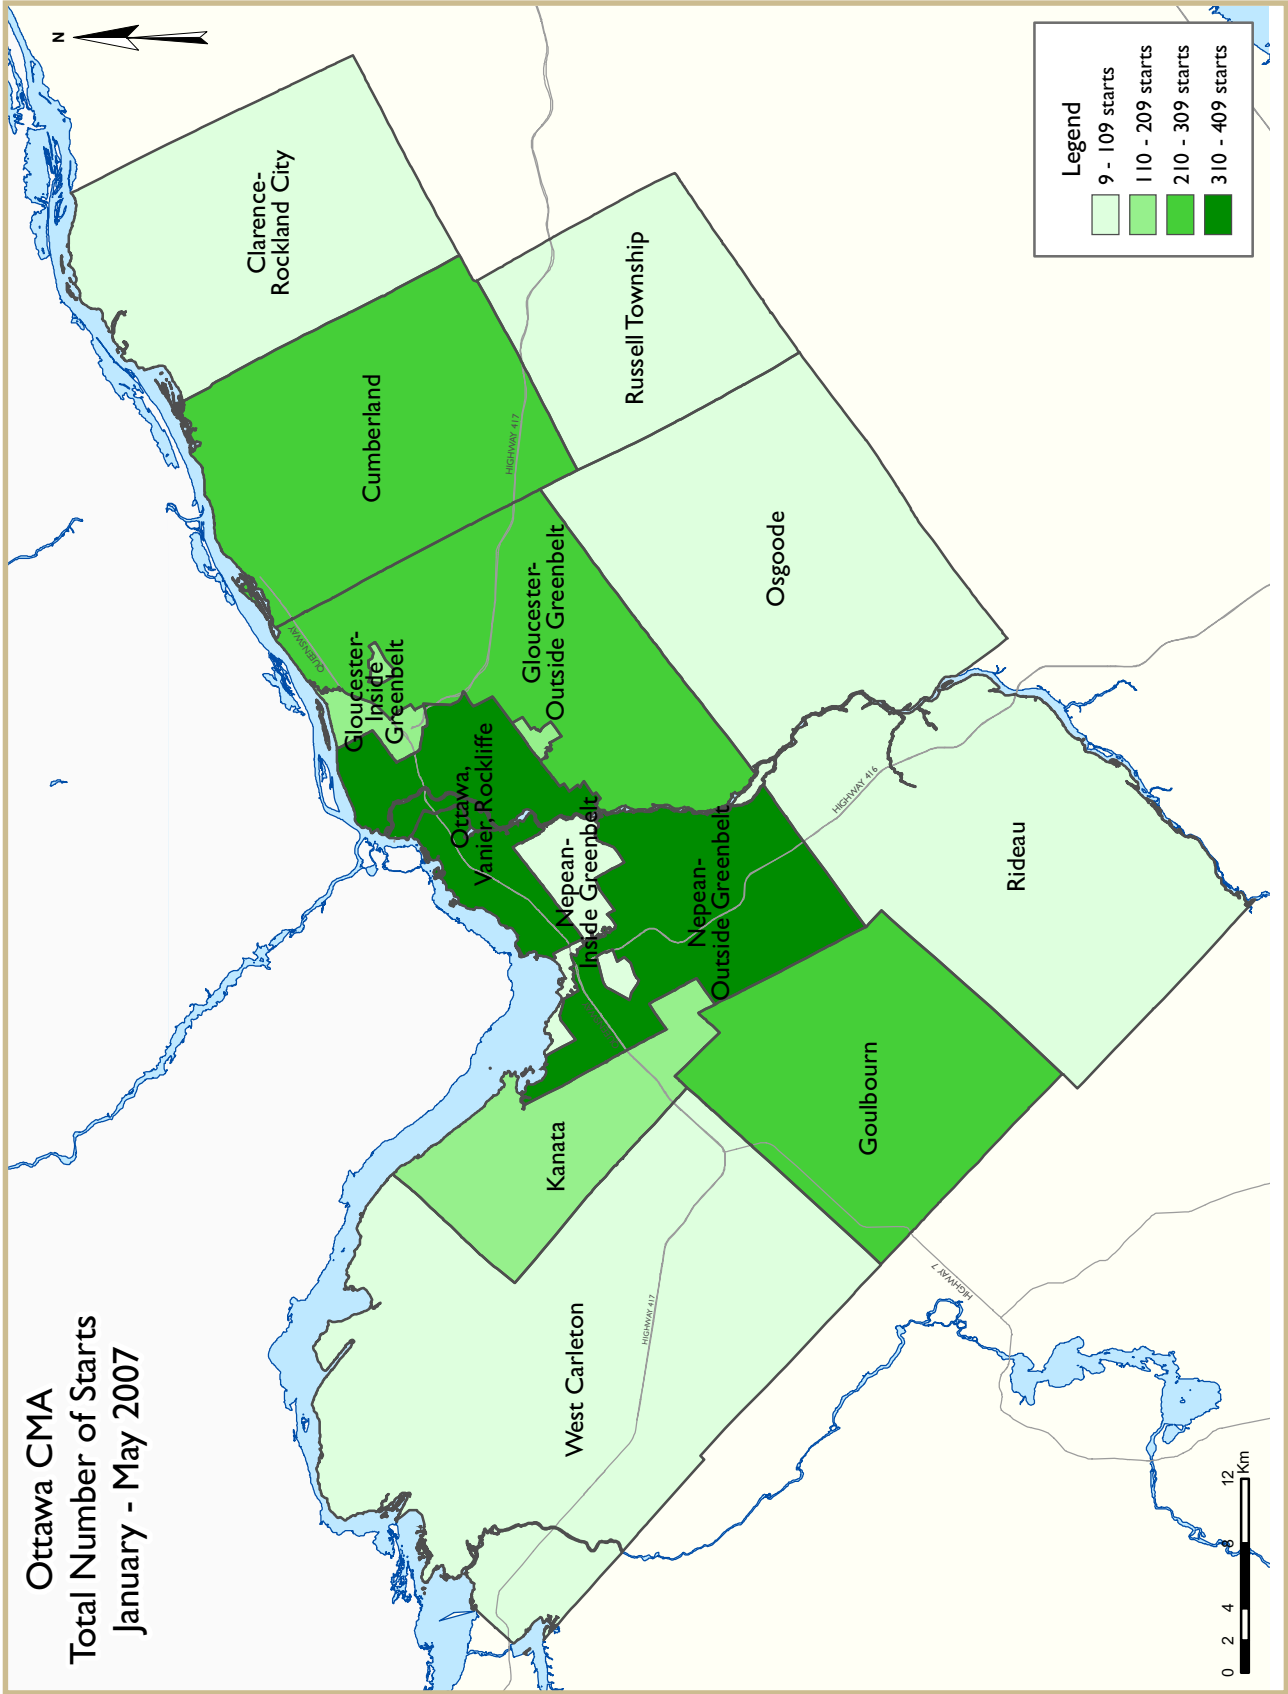 Ottawa CMA
Total Number of Starts
January - May 2007
N
Clarence-
Rockland City
Cumberland
Russell Township
HIGHWAY 417
QUEENSWAY
Gloucester-
Inside
Greenbelt
Gloucester-
Outside Greenbelt
Osgoode
Ottawa,
Vanier, Rockliffe
Nepean-
Inside Greenbelt
Nepean-
Outside Greenbelt
HIGHWAY 416
Rideau
Kanata
Goulbourn
West Carleton
HIGHWAY 417
HIGHWAY 7
Legend
9 - 109 starts
110 - 209 starts
210 - 309 starts
310 - 409 starts
0 2 4 8 12
Km